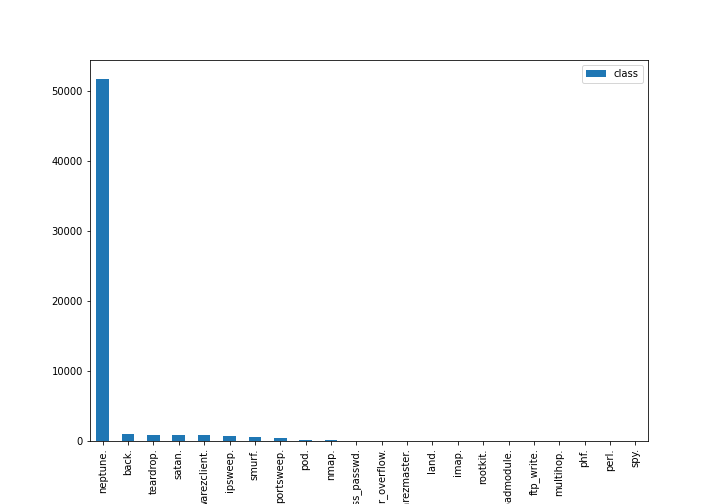 class
50000
40000
30000
20000
10000
0
neptune.
back.
teardrop.
satan.
varezclient.
ipsweep.
smurf.
portsweep.
pod.
nmap.
ss_passwd.
r_overflow.
rezmaster.
land.
imap.
rootkit.
admodule.
ftp_write.
multihop.
phf.
perl.
spy.